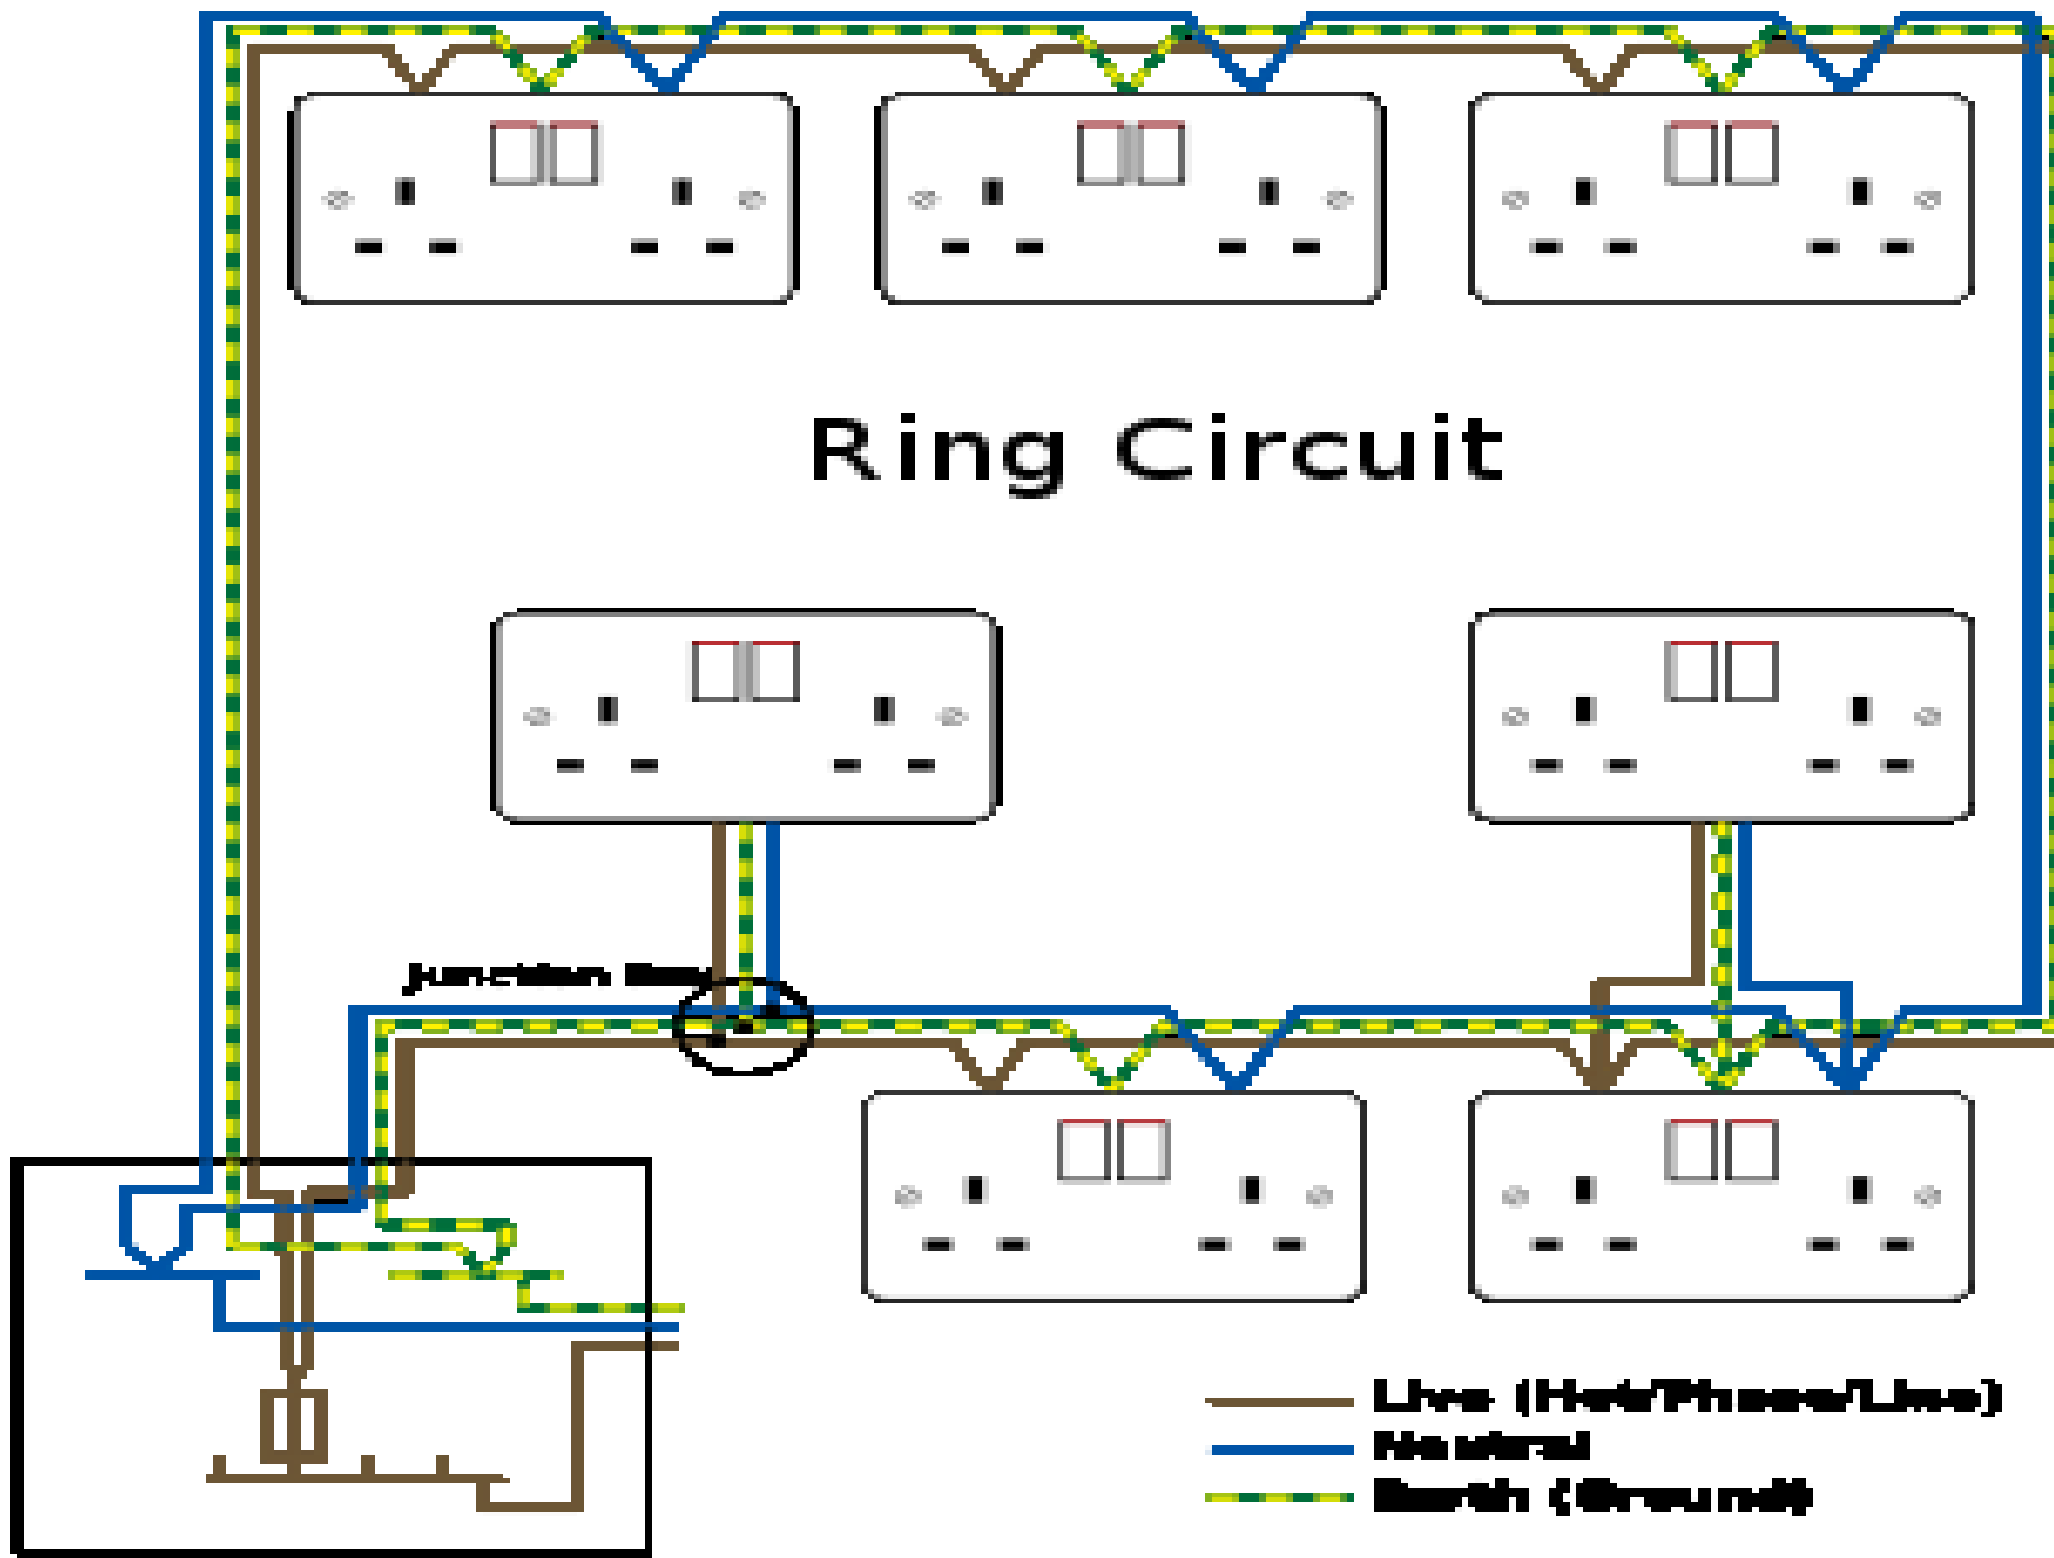 Ring Circuit
Junction Box
Live (Hot/Phase/Line)
Neutral
Earth (Ground)